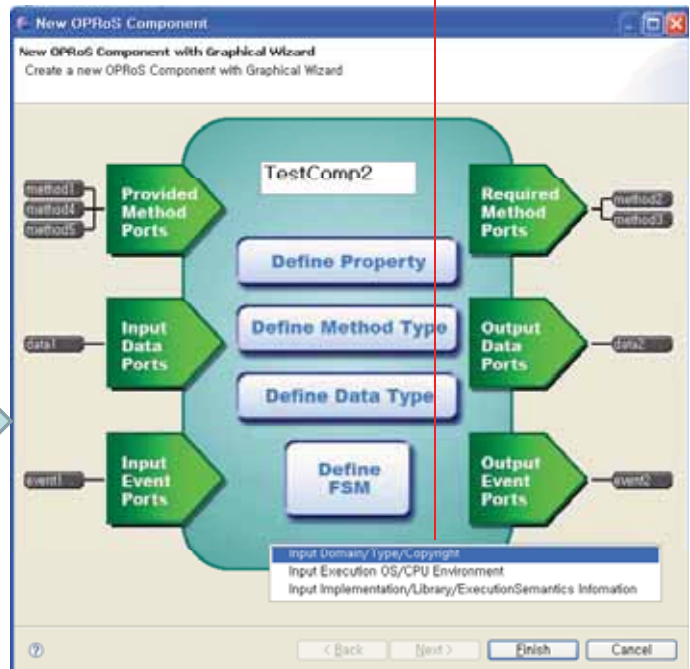 New OPRoS Component
New OPRoS Component with Graphical Wizard
Create a new OPRoS Component with Graphical Wizard
TestComp2
method1
method4
method5
Provided
Method
Ports
Required
Method
Ports
method2
method3
Define Property
data1
Input
Data
Ports
Define Method Type
Output
Data
Ports
data2
Define Data Type
event1
Input
Event
Ports
Define
FSM
Output
Event
Ports
event2
Input Domain/Type/Copyright
Input Execution OS/CPU Environment
Input Implementation/Library/ExecutionSemantics Infomation
?
< Back
Next >
Finish
Cancel